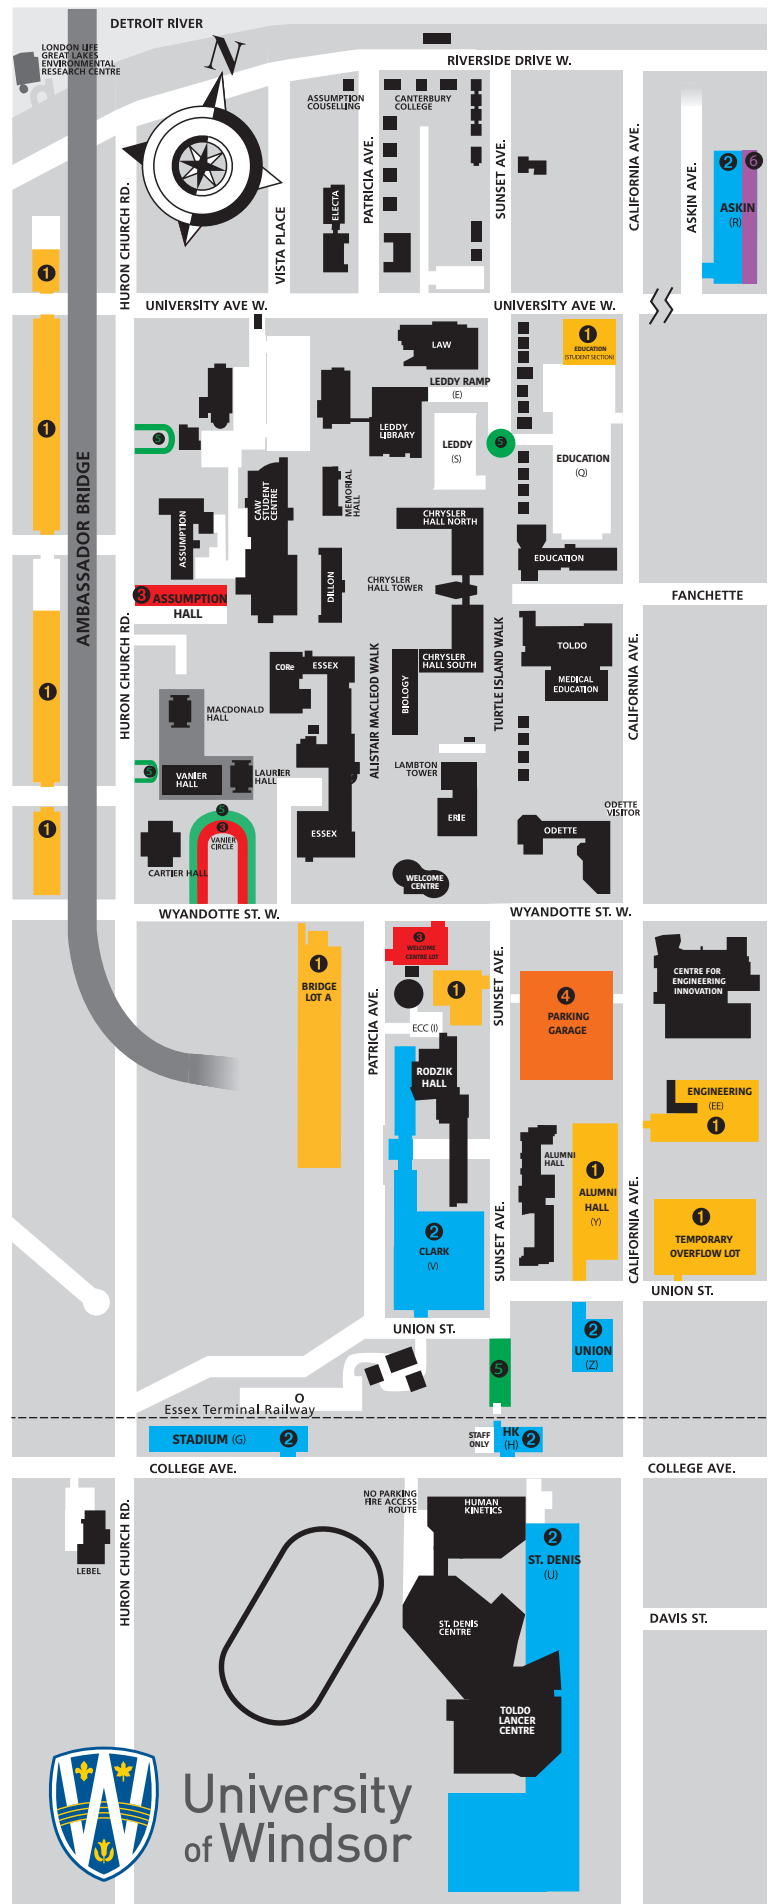 DETROIT RIVER
LONDON LIFE
GREAT LAKES
ENVIRONMENTAL
RESEARCH CENTRE
N
RIVERSIDE DRIVE W.
ASSUMPTION
COUSELLING
CANTERBURY
COLLEGE
HURON CHURCH RD.
VISTA PLACE
ELECTA
PATRICIA AVE.
SUNSET AVE.
CALIFORNIA AVE.
ASKIN AVE.
2
6
ASKIN
(R)
1
UNIVERSITY AVE W.
UNIVERSITY AVE W.
1
EDUCATION
(STUDENT SECTION)
LAW
LEDDY RAMP
(E)
1
5
LEDDY
LIBRARY
LEDDY
(S)
5
EDUCATION
(Q)
AMBASSADOR BRIDGE
ASSUMPTION
CAW
STUDENT
CENTRE
MEMORIAL
HALL
CHRYSLER
HALL NORTH
EDUCATION
3 ASSUMPTION
HALL
DILLON
CHRYSLER
HALL TOWER
FANCHETTE
HURON CHURCH RD.
CORe
ESSEX
ALISTAIR MACLEOD WALK
BIOLOGY
CHRYSLER
HALL SOUTH
TURTLE ISLAND WALK
TOLDO
MEDICAL
EDUCATION
CALIFORNIA AVE.
1
MACDONALD
HALL
5
VANIER
HALL
LAURIER
HALL
LAMBTON
TOWER
ODETTE
VISITOR
1
5
3
VANIER
CIRCLE
CARTIER HALL
ESSEX
ERIE
ODETTE
WELCOME
CENTRE
WYANDOTTE ST. W.
WYANDOTTE ST. W.
1
BRIDGE
LOT A
3
WELCOME
CENTRE LOT
1
ECC (I)
PATRICIA AVE.
SUNSET AVE.
4
PARKING
GARAGE
CENTRE FOR
ENGINEERING
INNOVATION
RODZIK
HALL
ENGINEERING
(EE)
1
ALUMNI
HALL
1
ALUMNI
HALL
(Y)
CALIFORNIA AVE.
1
TEMPORARY
OVERFLOW LOT
2
CLARK
(V)
SUNSET AVE.
UNION ST.
UNION ST.
2
UNION
(Z)
5
O
Essex Terminal Railway
STADIUM (G) 2
STAFF
ONLY
HK
(H)
2
COLLEGE AVE.
COLLEGE AVE.
HURON CHURCH RD.
LEBEL
NO PARKING
FIRE ACCESS
ROUTE
HUMAN
KINETICS
2
ST. DENIS
(U)
ST. DENIS
CENTRE
DAVIS ST.
TOLDO
LANCER
CENTRE
University
of Windsor